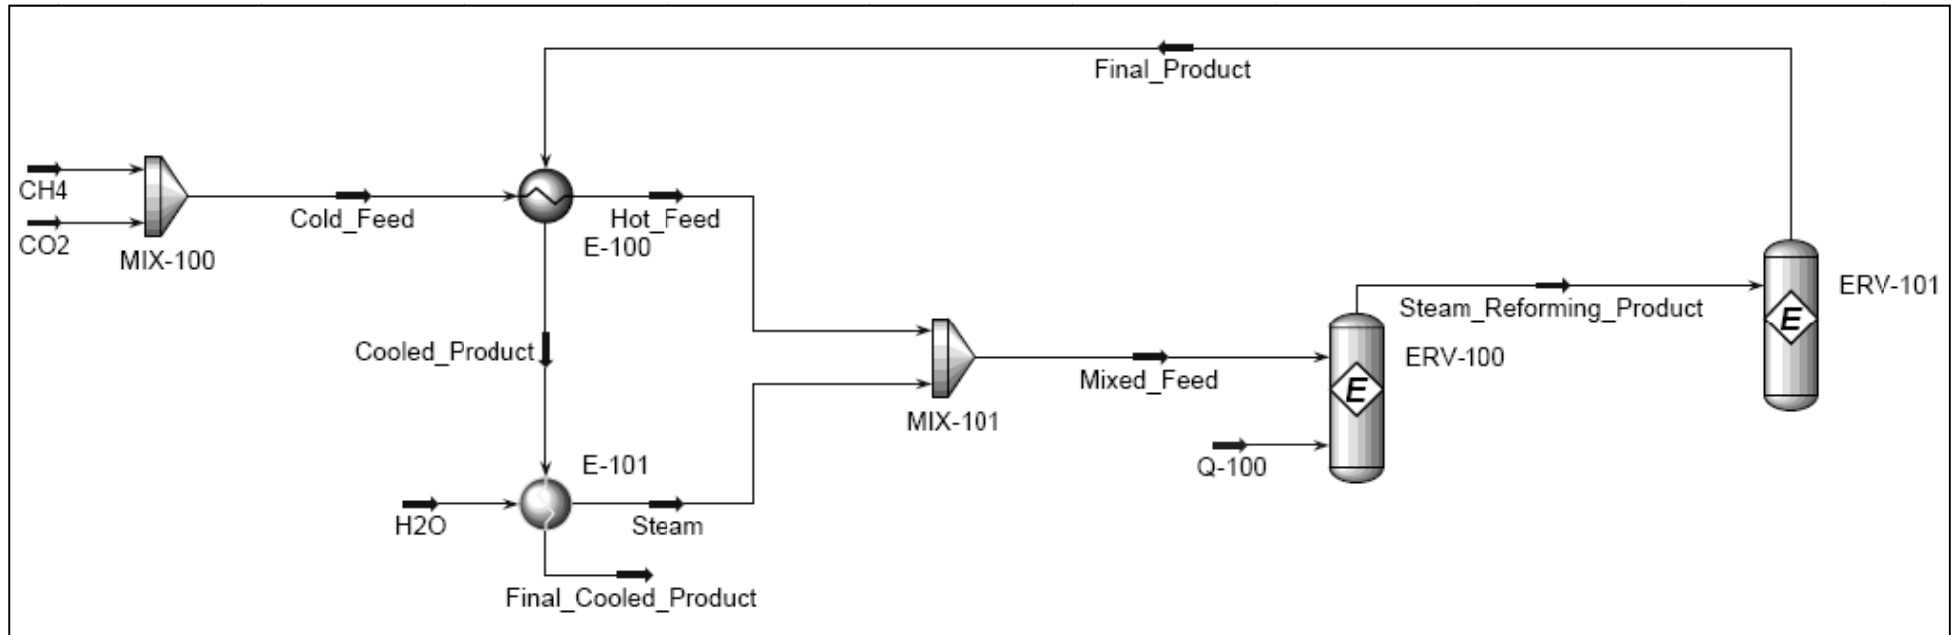 Final_Product
CH4
CO2
MIX-100
Cold_Feed
Hot_Feed
E-100
Cooled_Product
Steam_Reforming_Product
ERV-101
E
ERV-100
E
Mixed_Feed
MIX-101
Q-100
E-101
H2O
Steam
Final_Cooled_Product